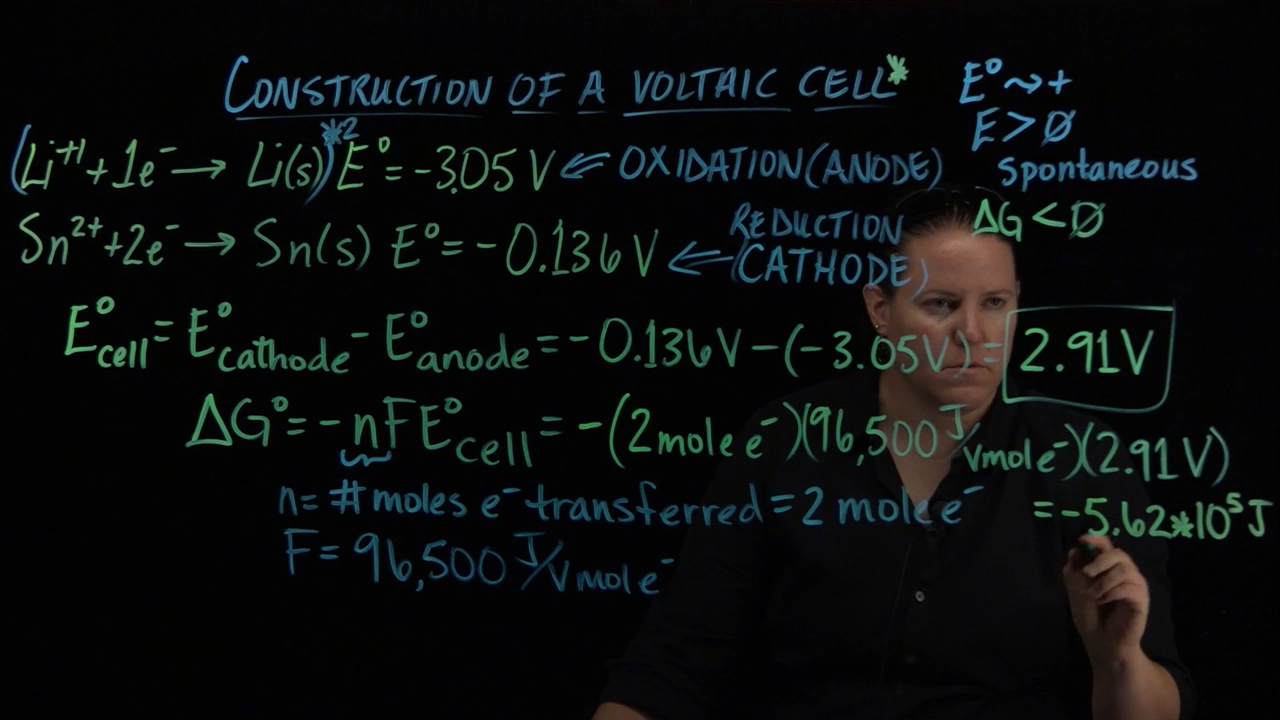 CONSTRUCTION OF A VOLTAIC CELL*
E° ⤳ +
E > Ø
Spontaneous
ΔG < Ø
(Li⁺¹ + 1e⁻ → Li(s))*² E° = -3.05 V ⇐ OXIDATION (ANODE)
Sn²⁺ + 2e⁻ → Sn(s) E° = -0.136 V ⇐ REDUCTION (CATHODE)
E°cell = E°cathode - E°anode = -0.136V - (-3.05V) = 2.91V
ΔG° = -nFE°cell = -(2 mole e⁻)(96,500 J/Vmole⁻)(2.91V)
n = # moles e⁻ transferred = 2 mole e⁻
= -5.62*10⁵ J
F = 96,500 J/Vmole⁻